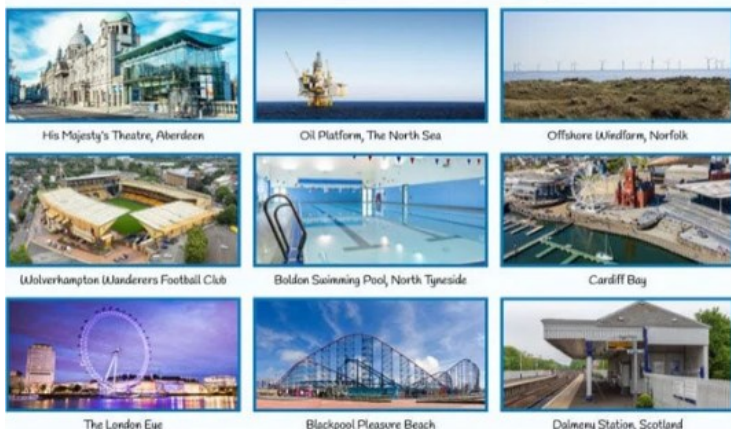 His Majesty's Theatre, Aberdeen
Oil Platform, The North Sea
Offshore Windfarm, Norfolk
Wolverhampton Wanderers Football Club
Boldon Swimming Pool, North Tyneside
Cardiff Bay
The London Eye
Blackpool Pleasure Beach
Dalmeny Station, Scotland